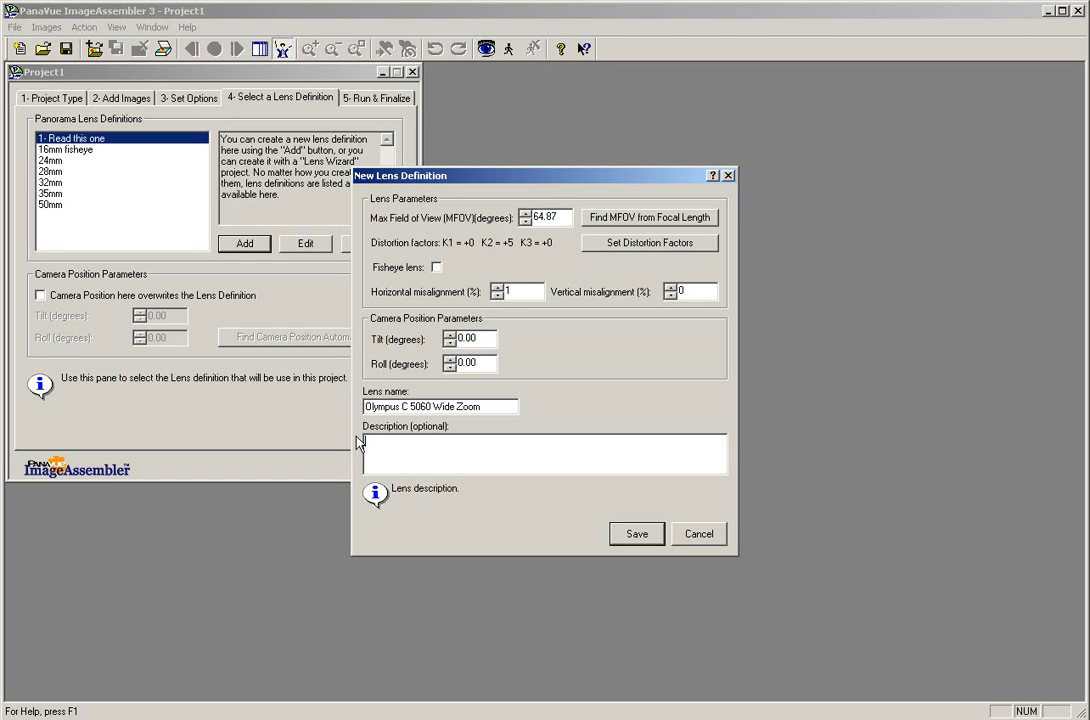 PanaVue ImageAssembler 3 - Project1
File Images Action View Window Help
Project1
1- Project Type 2- Add Images 3- Set Options 4- Select a Lens Definition 5- Run & Finalize
Panorama Lens Definitions
1- Read this one
16mm fisheye
24mm
28mm
32mm
35mm
50mm
You can create a new lens definition
here using the "Add" button, or you
can create it with a "Lens Wizard"
project. No matter how you creat
them, lens definitions are listed a
available here.
Add Edit
Camera Position Parameters
Camera Position here overwrites the Lens Definition
Tilt (degrees): 0.00
Roll (degrees): 0.00
Find Camera Position Autom
Use this pane to select the Lens definition that will be use in this project.
PANAVUE
ImageAssembler™
New Lens Definition
Lens Parameters
Max Field of View (MFOV)(degrees): 64.87 Find MFOV from Focal Length
Distortion factors: K1 = +0 K2 = +5 K3 = +0 Set Distortion Factors
Fisheye lens:
Horizontal misalignment (%): 1 Vertical misalignment (%): 0
Camera Position Parameters
Tilt (degrees): 0.00
Roll (degrees): 0.00
Lens name:
Olympus C 5060 Wide Zoom
Description (optional):
Lens description.
Save Cancel
For Help, press F1
NUM